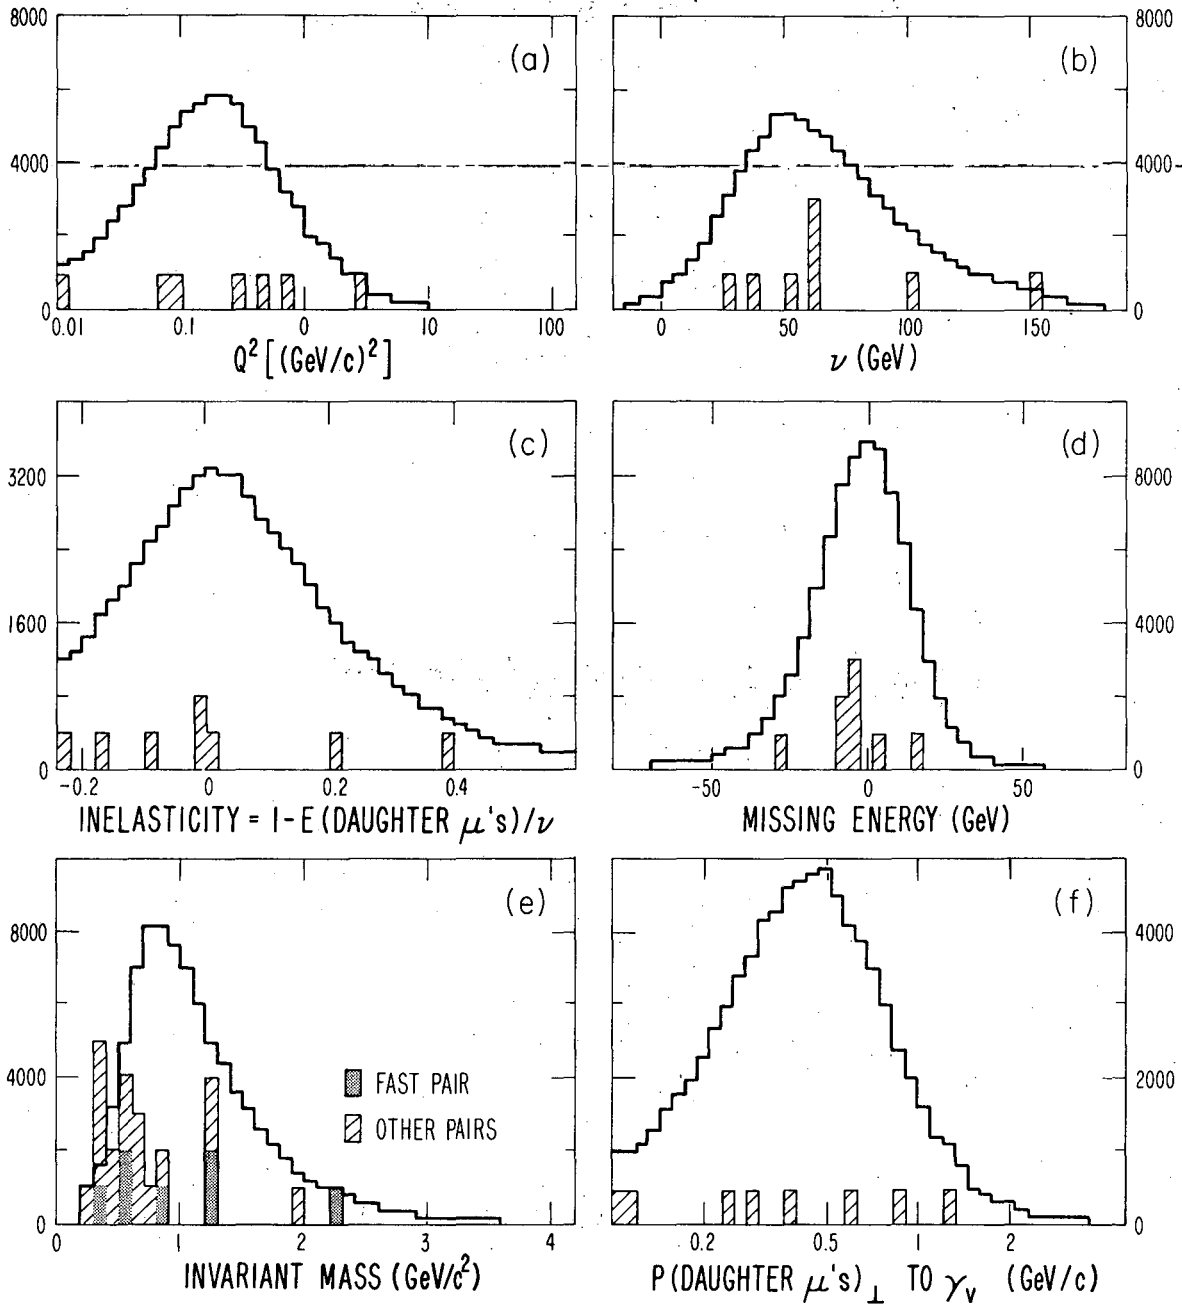 8000
(a)
4000
0
0.01 0.1 0 10 100
Q² [(GeV/c)²]
8000
(b)
4000
0
0 50 100 150
ν (GeV)
3200
(c)
1600
0
-0.2 0 0.2 0.4
INELASTICITY = 1-E (DAUGHTER μ's)/ν
(d)
8000
4000
0
-50 0 50
MISSING ENERGY (GeV)
8000
(e)
4000
FAST PAIR
OTHER PAIRS
0
0 1 2 3 4
INVARIANT MASS (GeV/c²)
(f)
4000
2000
0
0.2 0.5 1 2
P(DAUGHTER μ's)⊥ TO γᵥ (GeV/c)